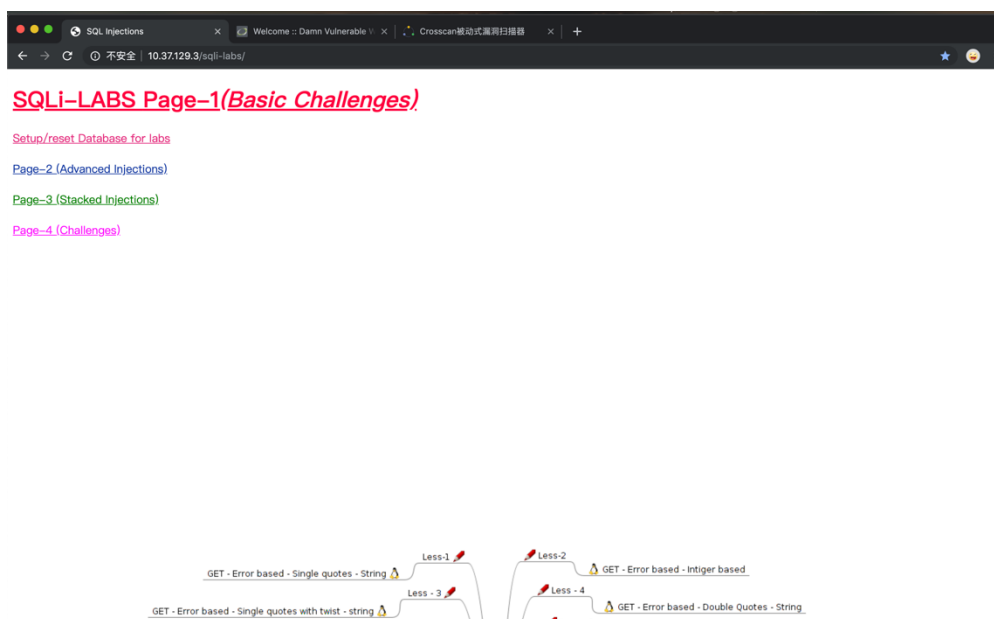 SQL Injections
Welcome :: Damn Vulnerable
Crosscan被动式漏洞扫描器
不安全 | 10.37.129.3/sqli-labs/
SQLi-LABS Page-1(Basic Challenges)
Setup/reset Database for labs
Page-2 (Advanced Injections)
Page-3 (Stacked Injections)
Page-4 (Challenges)
Less-1
Less-2
GET - Error based - Single quotes - String
GET - Error based - Intiger based
Less - 3
Less - 4
GET - Error based - Single quotes with twist - string
GET - Error based - Double Quotes - String